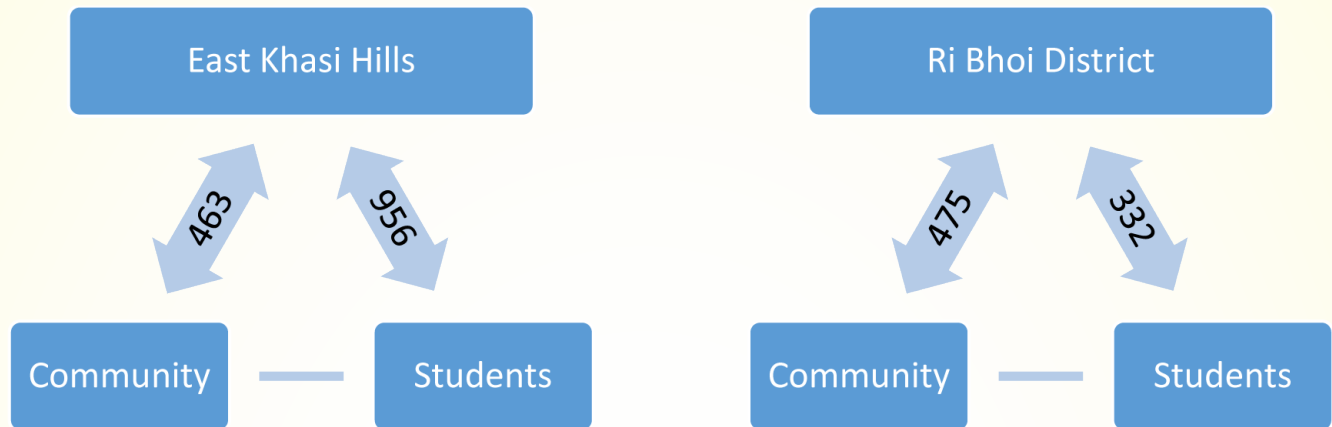 East Khasi Hills
463
956
Community
Students
Ri Bhoi District
475
332
Community
Students